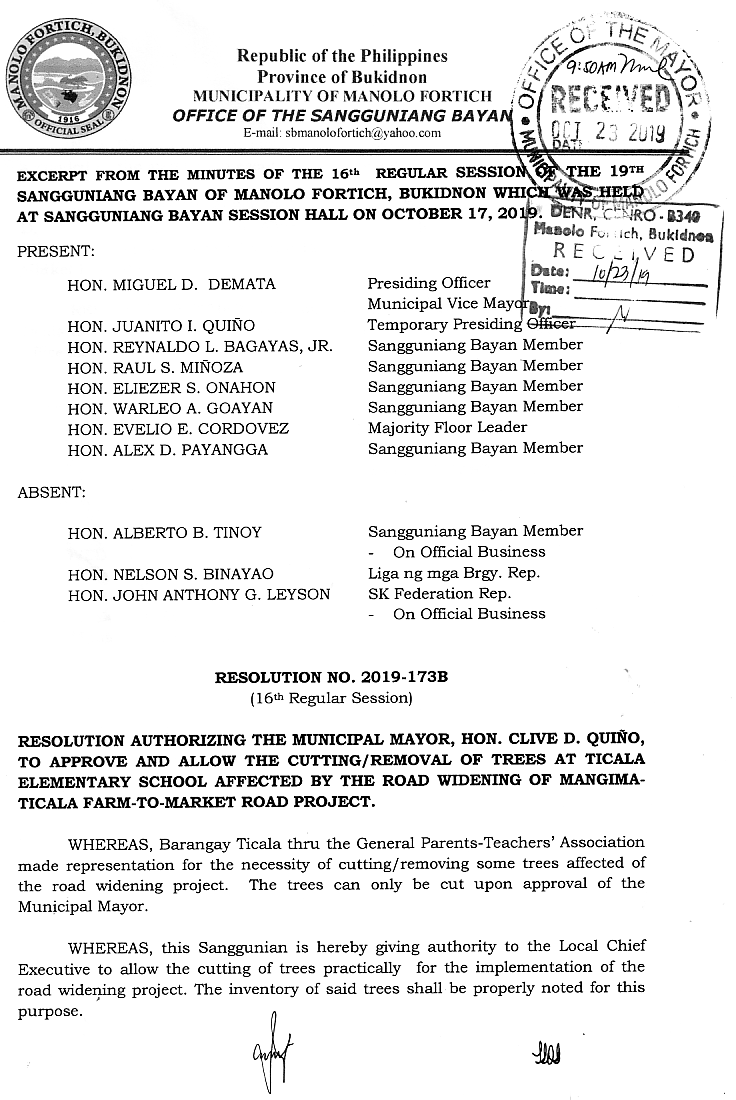 MANOLO FORTICH, BUKIDNON
1916
OFFICIAL SEAL
Republic of the Philippines
Province of Bukidnon
MUNICIPALITY OF MANOLO FORTICH
OFFICE OF THE SANGGUNIANG BAYAN
E-mail: sbmanolofortich@yahoo.com
OFFICE OF THE MAYOR
9:50AM
RECEIVED
OCT 23 2019
DATE
EXCERPT FROM THE MINUTES OF THE 16th REGULAR SESSION OF THE 19TH
SANGGUNIANG BAYAN OF MANOLO FORTICH, BUKIDNON WHICH WAS HELD
AT SANGGUNIANG BAYAN SESSION HALL ON OCTOBER 17, 2019.
DENR, CENRO - B340
Manolo Fortich, Bukidnon
RECEIVED
Date: 10/23/19
Time:
By:
PRESENT:
HON. MIGUEL D. DEMATA Presiding Officer
Municipal Vice Mayor
HON. JUANITO I. QUIÑO Temporary Presiding Officer
HON. REYNALDO L. BAGAYAS, JR. Sangguniang Bayan Member
HON. RAUL S. MIÑOZA Sangguniang Bayan Member
HON. ELIEZER S. ONAHON Sangguniang Bayan Member
HON. WARLEO A. GOAYAN Sangguniang Bayan Member
HON. EVELIO E. CORDOVEZ Majority Floor Leader
HON. ALEX D. PAYANGGA Sangguniang Bayan Member
ABSENT:
HON. ALBERTO B. TINOY Sangguniang Bayan Member
- On Official Business
HON. NELSON S. BINAYAO Liga ng mga Brgy. Rep.
HON. JOHN ANTHONY G. LEYSON SK Federation Rep.
- On Official Business
RESOLUTION NO. 2019-173B
(16th Regular Session)
RESOLUTION AUTHORIZING THE MUNICIPAL MAYOR, HON. CLIVE D. QUIÑO,
TO APPROVE AND ALLOW THE CUTTING/REMOVAL OF TREES AT TICALA
ELEMENTARY SCHOOL AFFECTED BY THE ROAD WIDENING OF MANGIMA-
TICALA FARM-TO-MARKET ROAD PROJECT.
WHEREAS, Barangay Ticala thru the General Parents-Teachers' Association
made representation for the necessity of cutting/removing some trees affected of
the road widening project. The trees can only be cut upon approval of the
Municipal Mayor.
WHEREAS, this Sanggunian is hereby giving authority to the Local Chief
Executive to allow the cutting of trees practically for the implementation of the
road widening project. The inventory of said trees shall be properly noted for this
purpose.